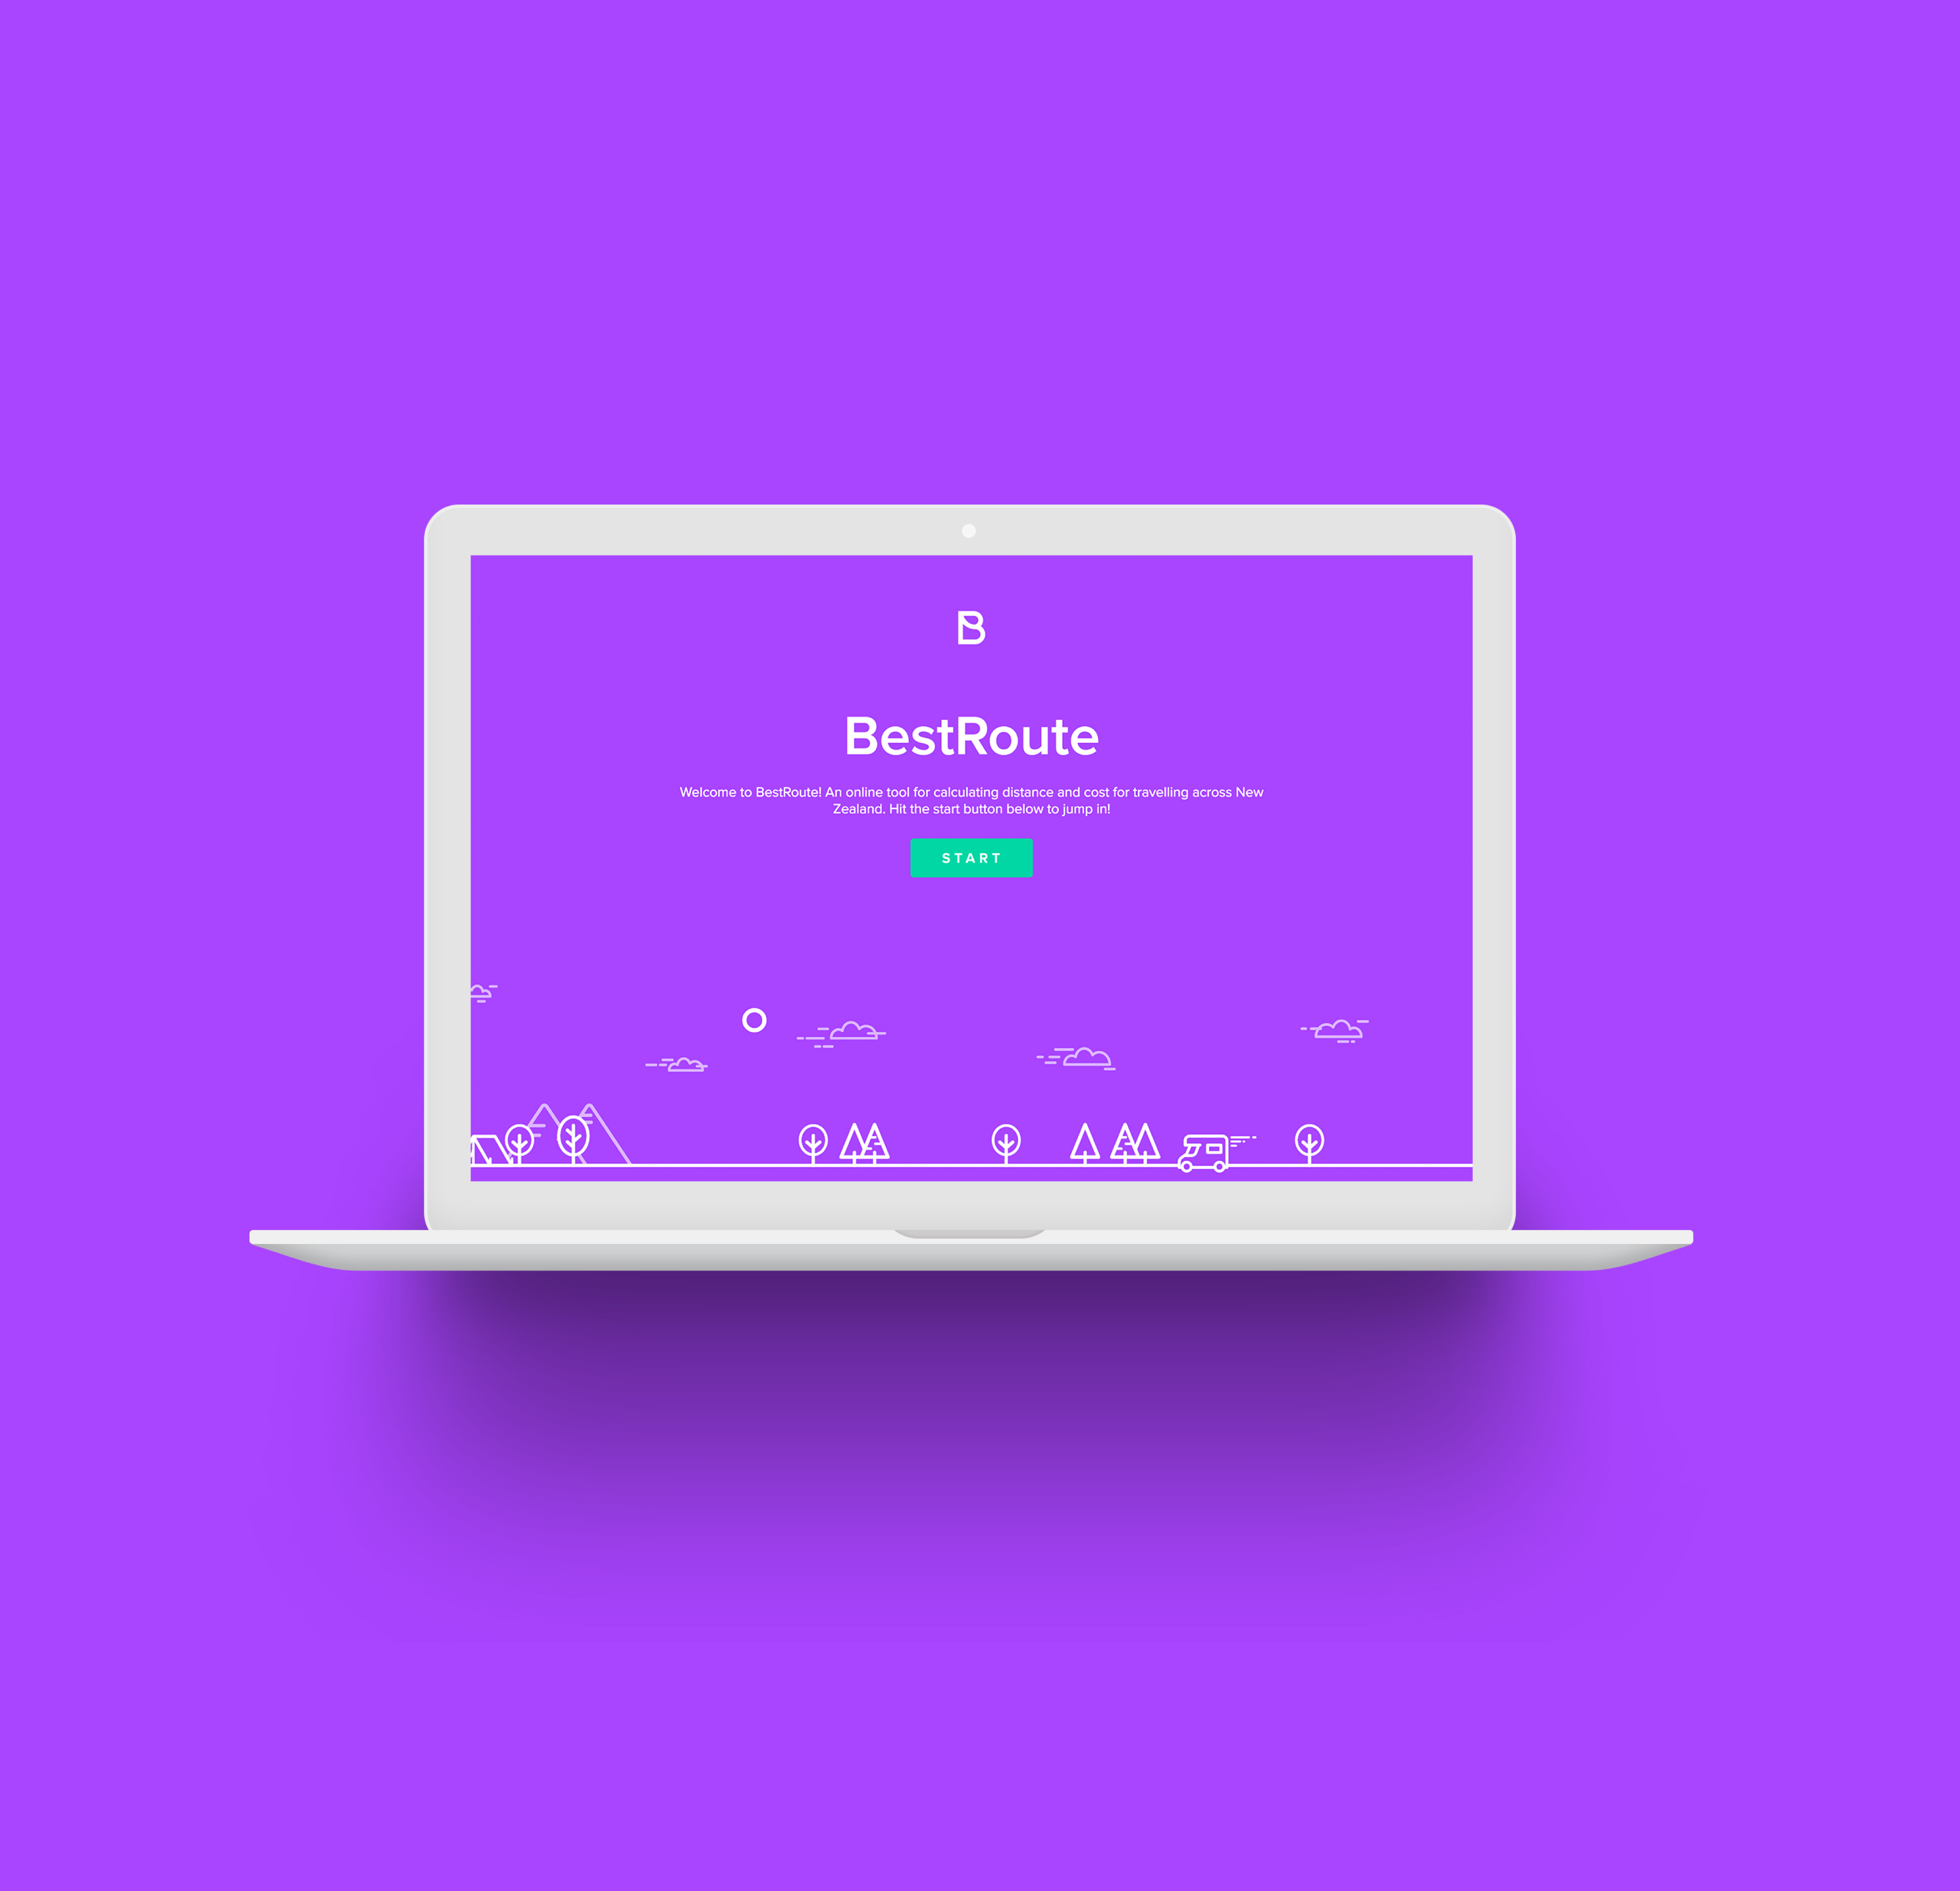 B
BestRoute
Welcome to BestRoute! An online tool for calculating distance and cost for travelling across New
Zealand. Hit the start button below to jump in!
START